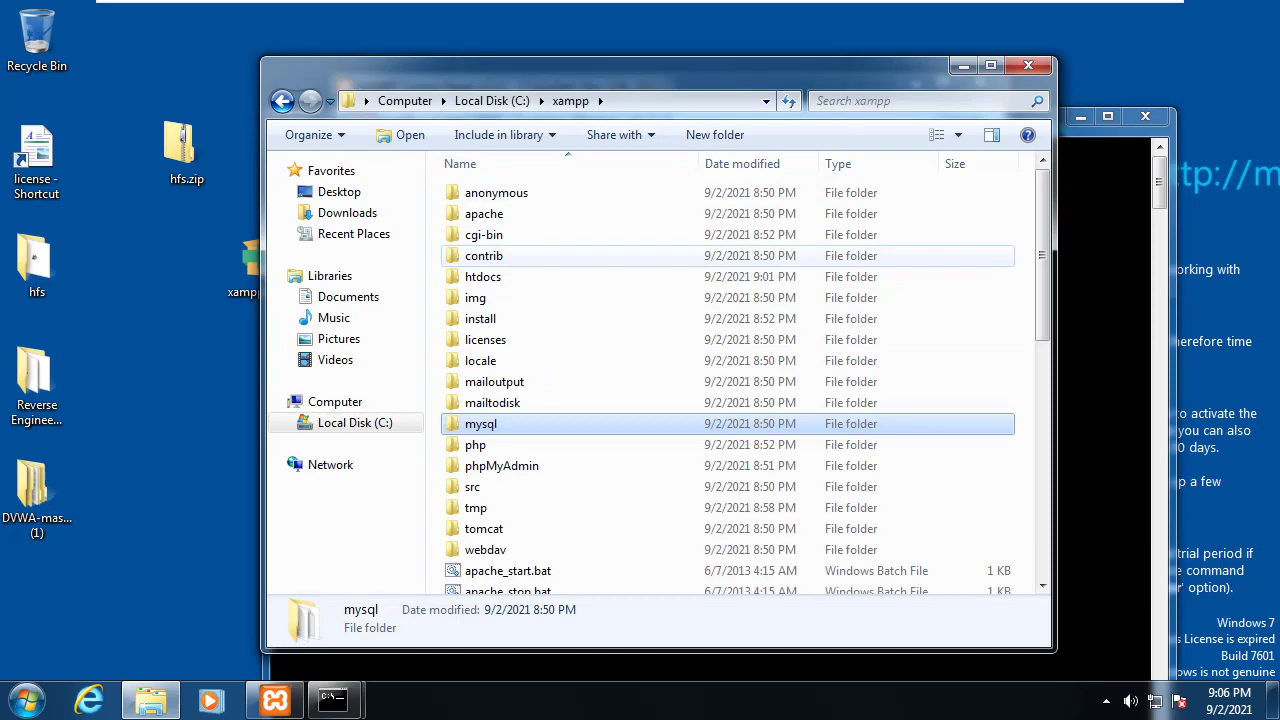 Recycle Bin
license -
Shortcut
hfs.zip
hfs
xampp
Reverse
Enginee...
DVWA-mas...
(1)
Computer
Local Disk (C:)
xampp
Search xampp
Organize
Open
Include in library
Share with
New folder
Favorites
Desktop
Downloads
Recent Places
Libraries
Documents
Music
Pictures
Videos
Computer
Local Disk (C:)
Network
Name Date modified Type Size
anonymous 9/2/2021 8:50 PM File folder
apache 9/2/2021 8:50 PM File folder
cgi-bin 9/2/2021 8:52 PM File folder
contrib 9/2/2021 8:50 PM File folder
htdocs 9/2/2021 9:01 PM File folder
img 9/2/2021 8:50 PM File folder
install 9/2/2021 8:52 PM File folder
licenses 9/2/2021 8:50 PM File folder
locale 9/2/2021 8:50 PM File folder
mailoutput 9/2/2021 8:50 PM File folder
mailtodisk 9/2/2021 8:50 PM File folder
mysql 9/2/2021 8:50 PM File folder
php 9/2/2021 8:52 PM File folder
phpMyAdmin 9/2/2021 8:51 PM File folder
src 9/2/2021 8:50 PM File folder
tmp 9/2/2021 8:58 PM File folder
tomcat 9/2/2021 8:50 PM File folder
webdav 9/2/2021 8:50 PM File folder
apache_start.bat 6/7/2013 4:15 AM Windows Batch File 1 KB
apache_stop.bat 6/7/2013 4:15 AM Windows Batch File 1 KB
mysql Date modified: 9/2/2021 8:50 PM
File folder
ttp://m
orking with
herefore time
to activate the
you can also
0 days.
p a few
trial period if
e command
r' option).
Windows 7
s License is expired
Build 7601
ows is not genuine
C:\
9:06 PM
9/2/2021